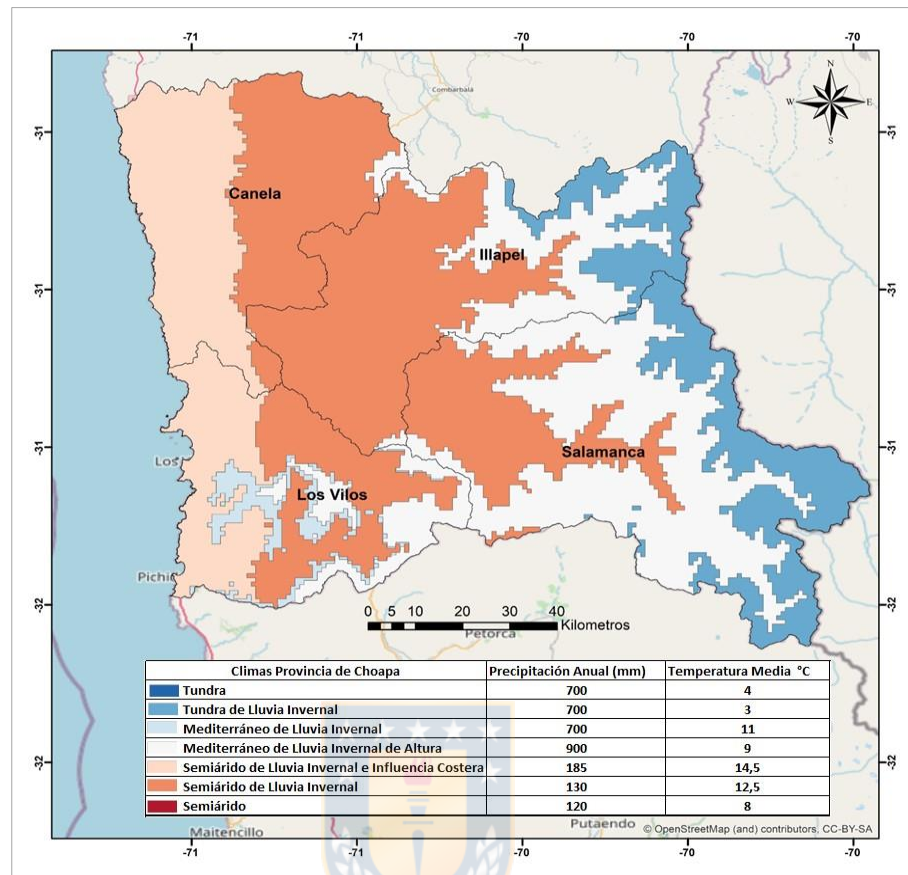 -71 -71 -70 -70 -70
N
W E
S
Combarbalá
-31 -31
Canela
Illapel
-31 -31
-31 -31
Salamanca
Los
Los Vilos
Pichi
-32 -32
0 5 10 20 30 40
Kilometros
Petorca
Climas Provincia de Choapa Precipitación Anual (mm) Temperatura Media °C
Tundra 700 4
Tundra de Lluvia Invernal 700 3
Mediterráneo de Lluvia Invernal 700 11
Mediterráneo de Lluvia Invernal de Altura 900 9
Semiárido de Lluvia Invernal e Influencia Costera 185 14,5
Semiárido de Lluvia Invernal 130 12,5
Semiárido 120 8
-32 -32
Maitencillo
Putaendo
© OpenStreetMap (and) contributors, CC-BY-SA
-71 -71 -70 -70 -70